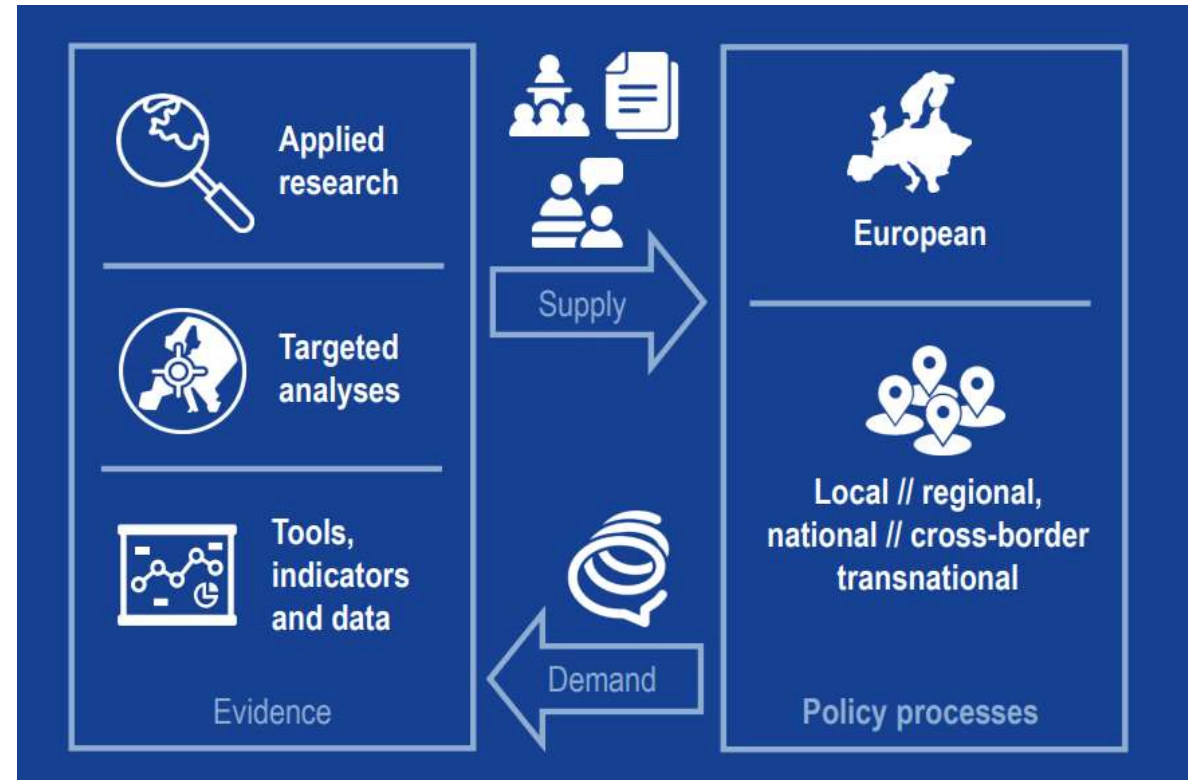 Applied
research
Targeted
analyses
Tools,
indicators
and data
Evidence
Supply
Demand
European
Local // regional,
national // cross-border
transnational
Policy processes